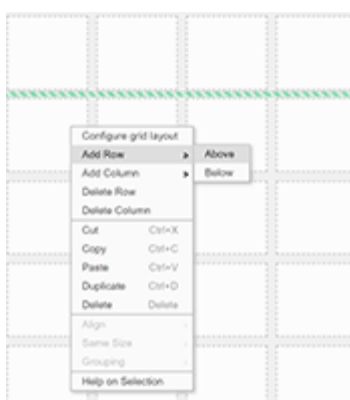 Configure grid layout
Add Row
Above
Add Column
Below
Delete Row
Delete Column
Cut Ctrl+X
Copy Ctrl+C
Paste Ctrl+V
Duplicate Ctrl+D
Delete Delete
Align
Same Size
Grouping
Help on Selection